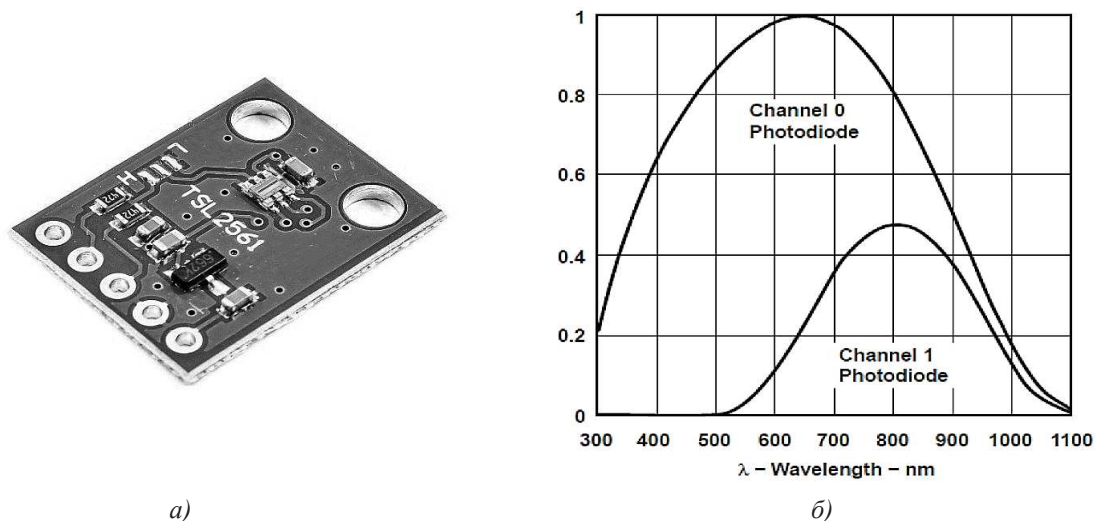 L
H
TSL2561
1
0.8
0.6
0.4
0.2
0
Channel 0
Photodiode
Channel 1
Photodiode
300 400 500 600 700 800 900 1000 1100
λ – Wavelength – nm
а)
б)